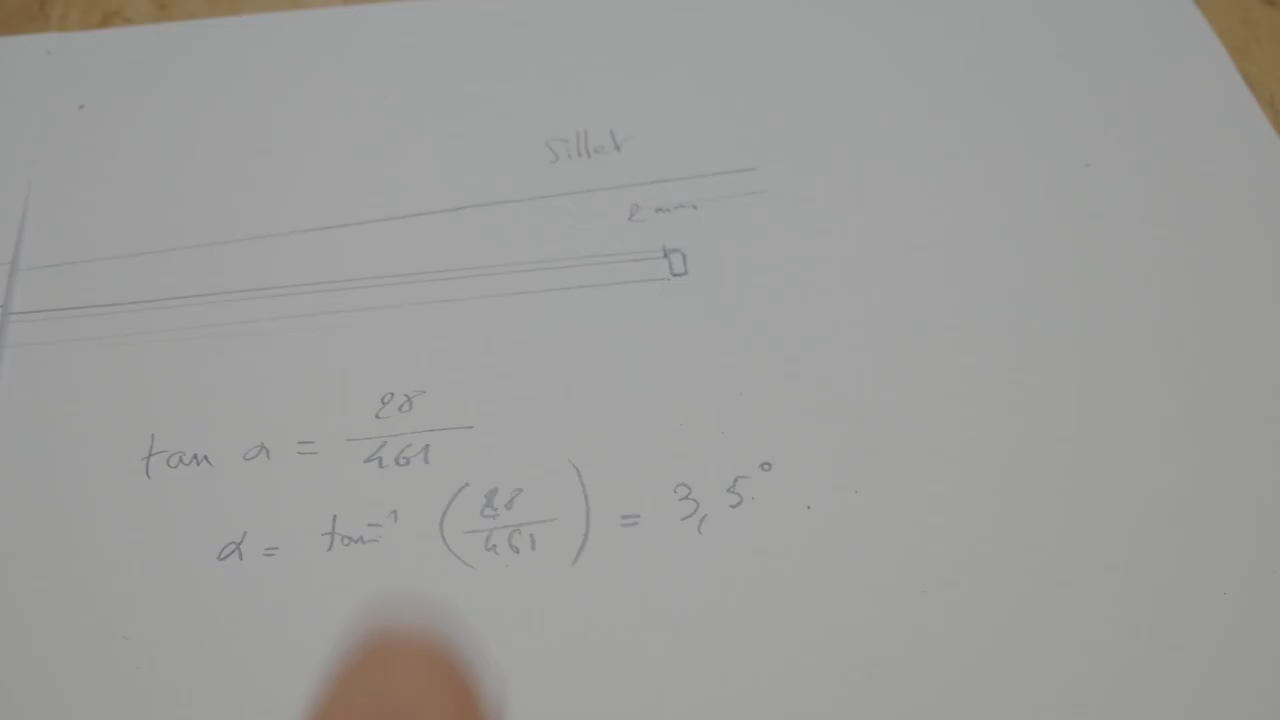 Sillet
2 mm
tan α = 28/461
α = tan⁻¹ (28/461) = 3,5° .